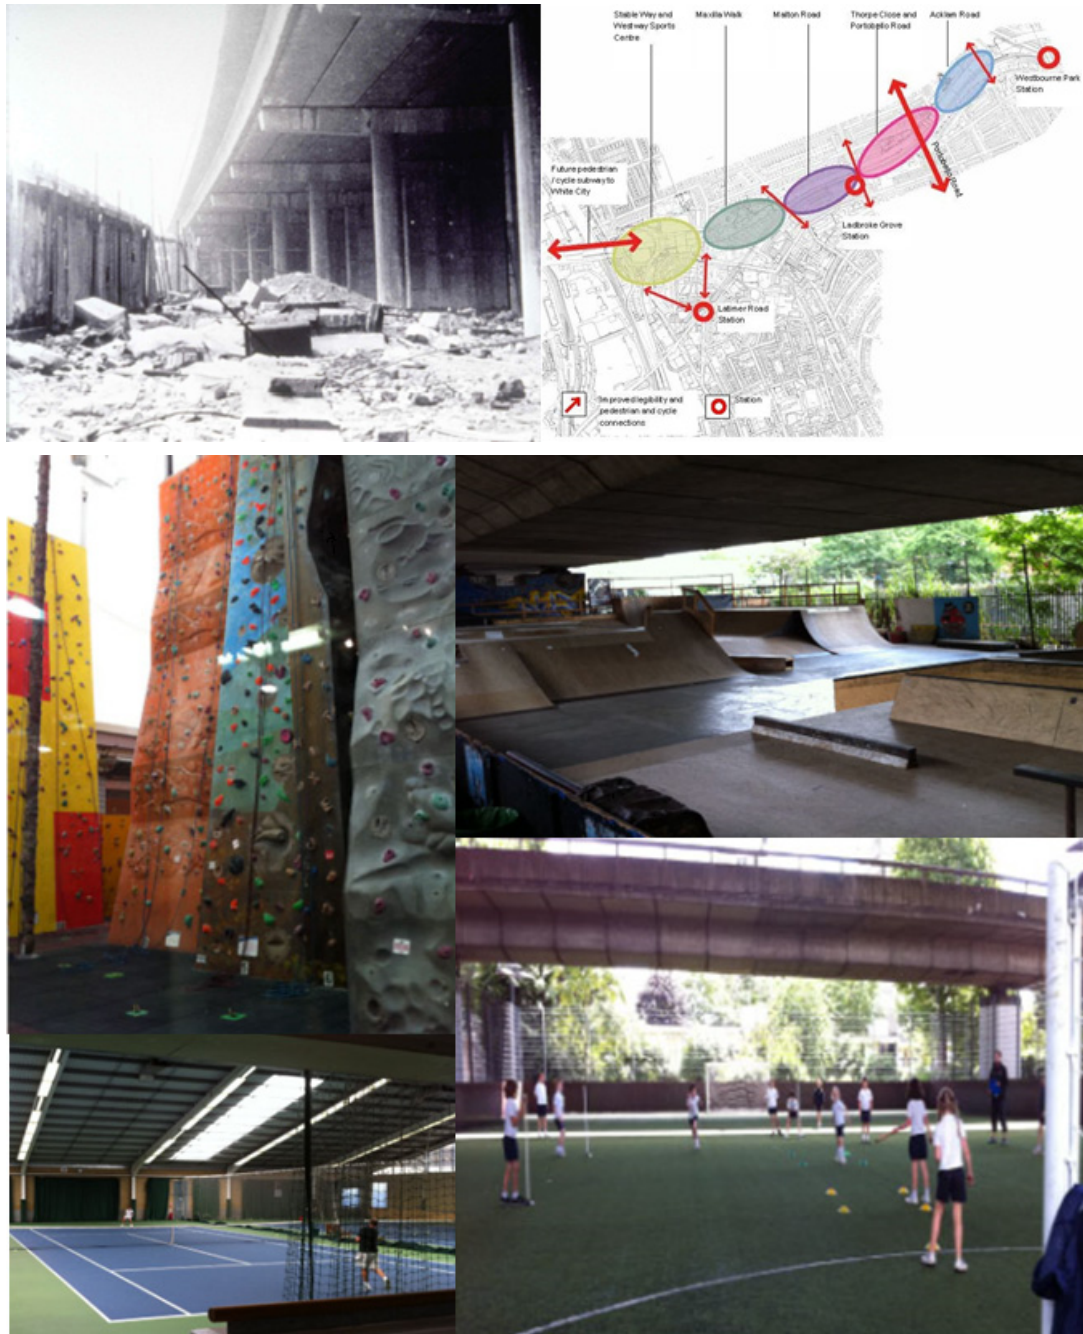 Stable Way and
Westway Sports
Centre
Maxilla Walk
Malton Road
Thorpe Close and
Portobello Road
Acklam Road
Westbourne Park
Station
Future pedestrian
/ cycle subway to
White City
Portobello Road
Ladbroke Grove
Station
Latimer Road
Station
Improved legibility and
pedestrian and cycle
connections
Station